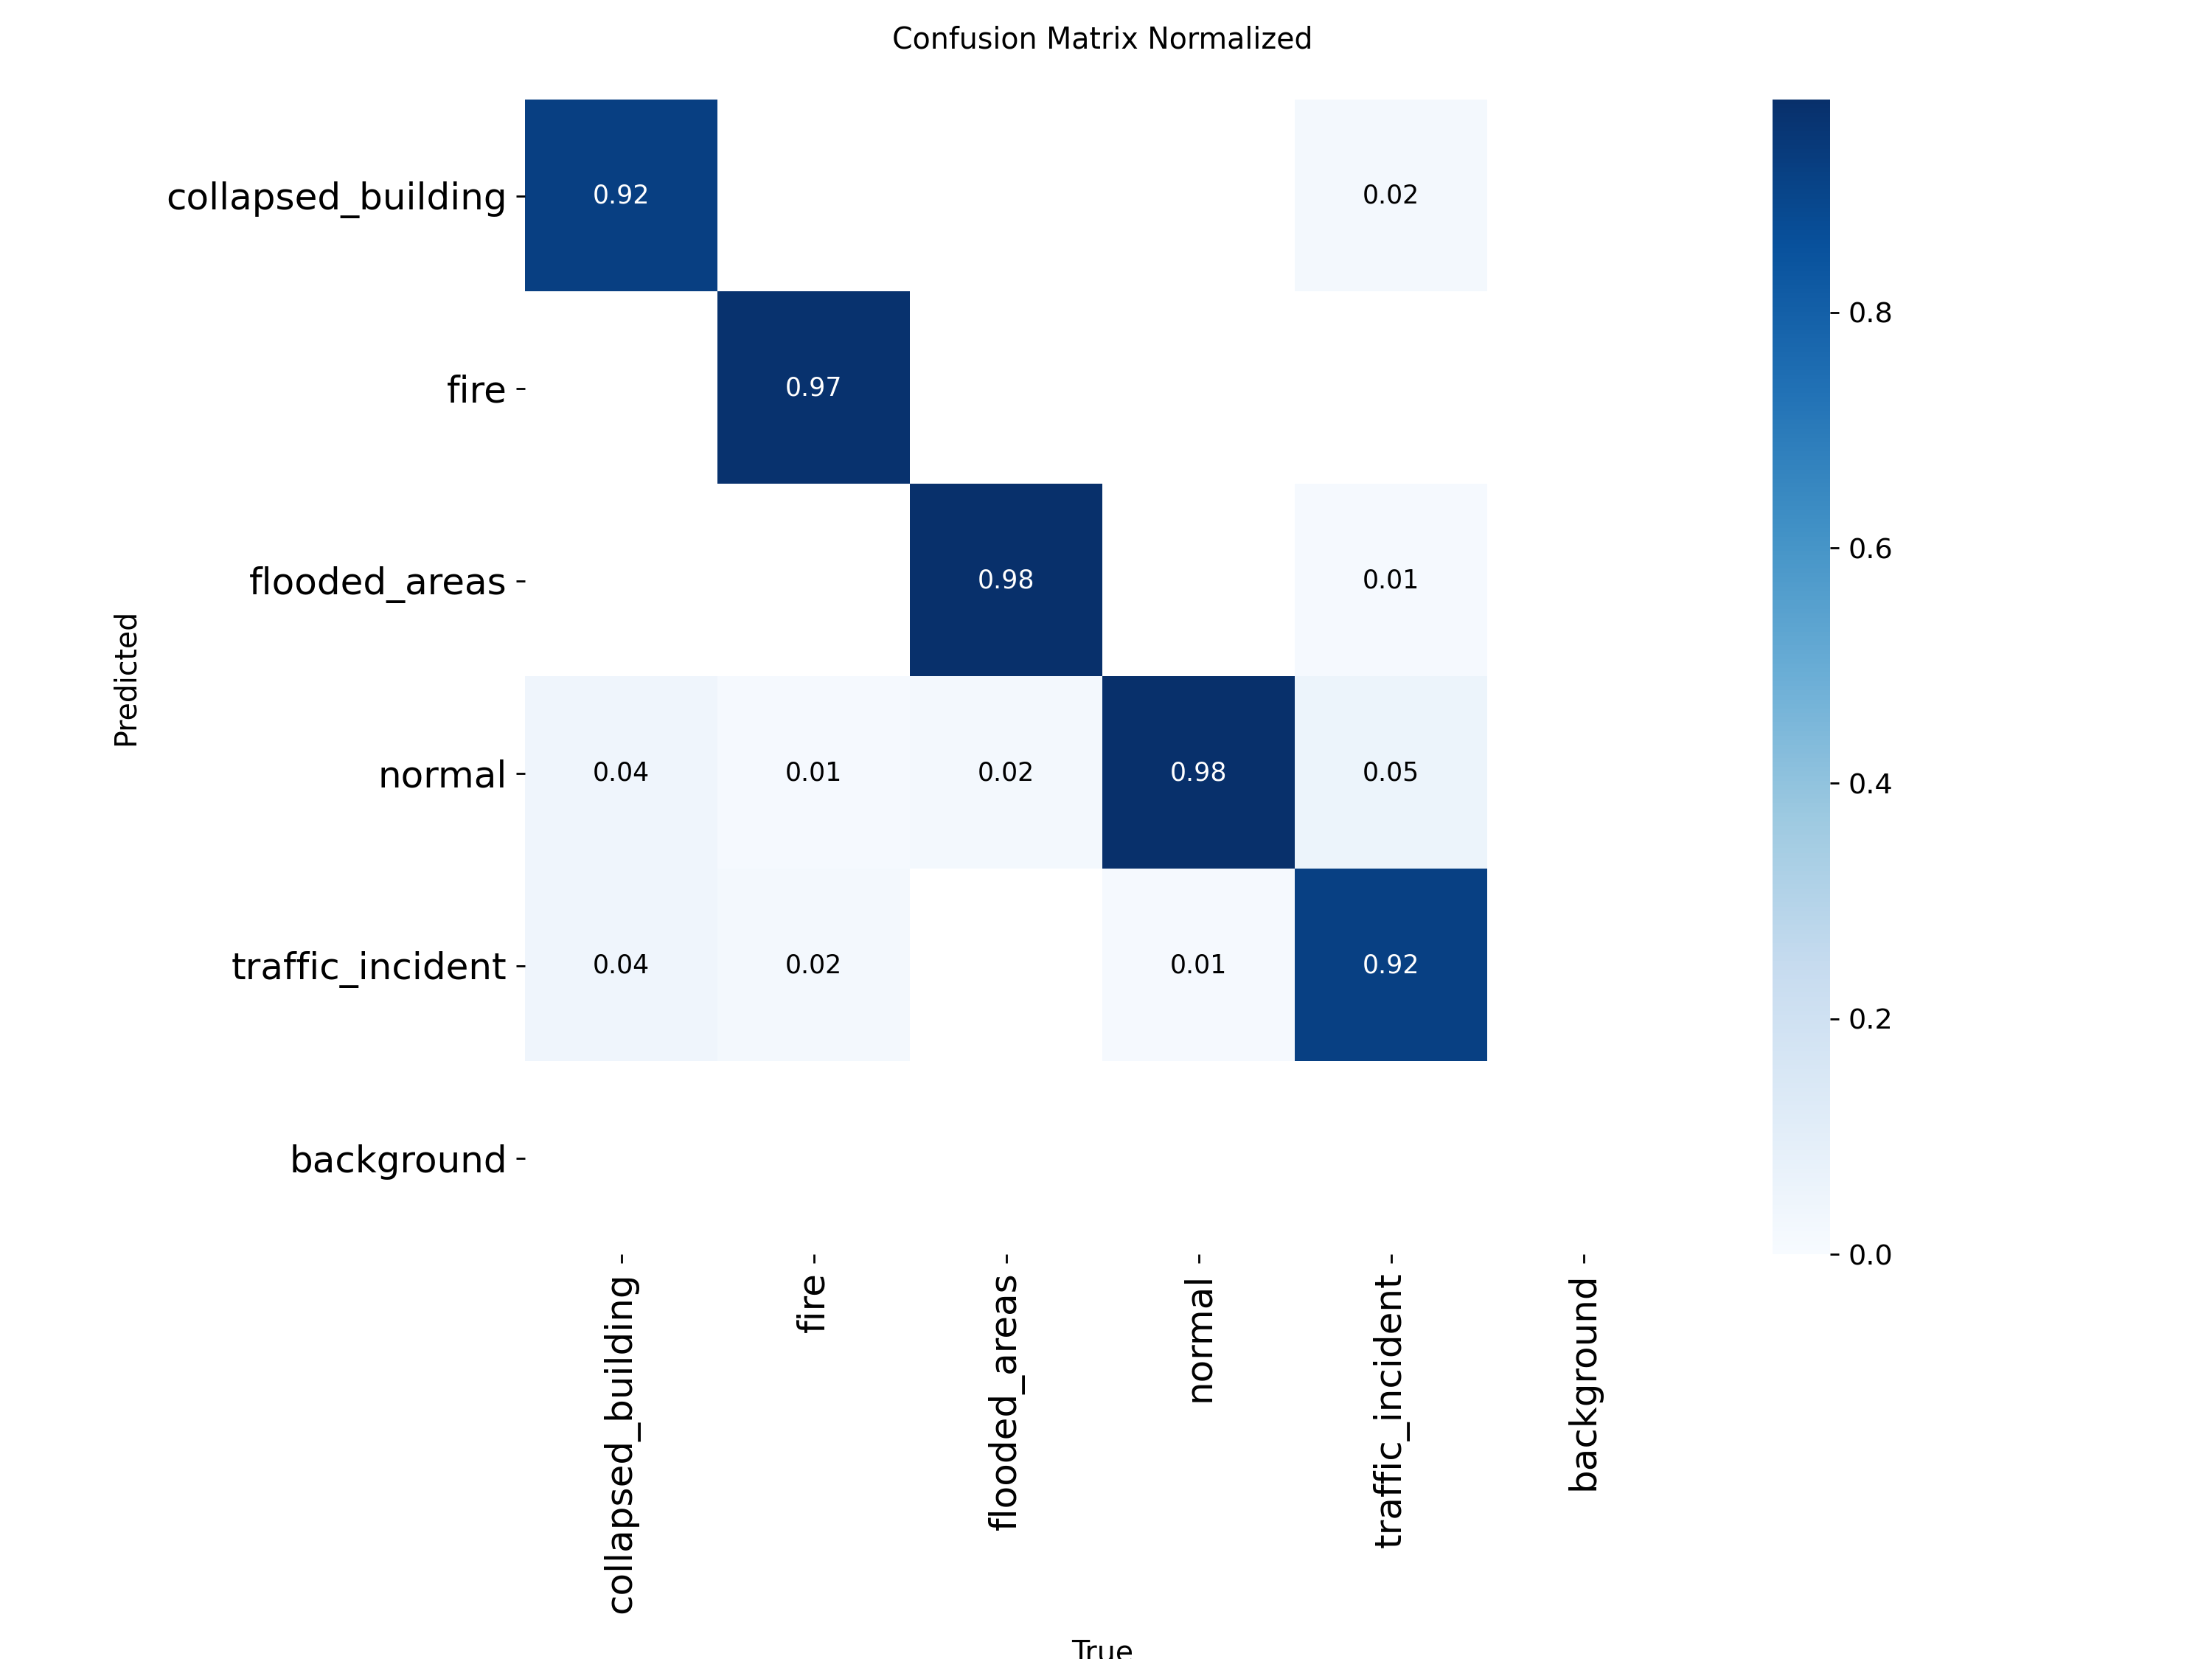 Confusion Matrix Normalized
collapsed_building
0.92
0.02
0.8
fire
0.97
0.6
flooded_areas
0.98
0.01
Predicted
normal
0.04
0.01
0.02
0.98
0.05
0.4
traffic_incident
0.04
0.02
0.01
0.92
0.2
background
0.0
collapsed_building
fire
flooded_areas
normal
traffic_incident
background
True